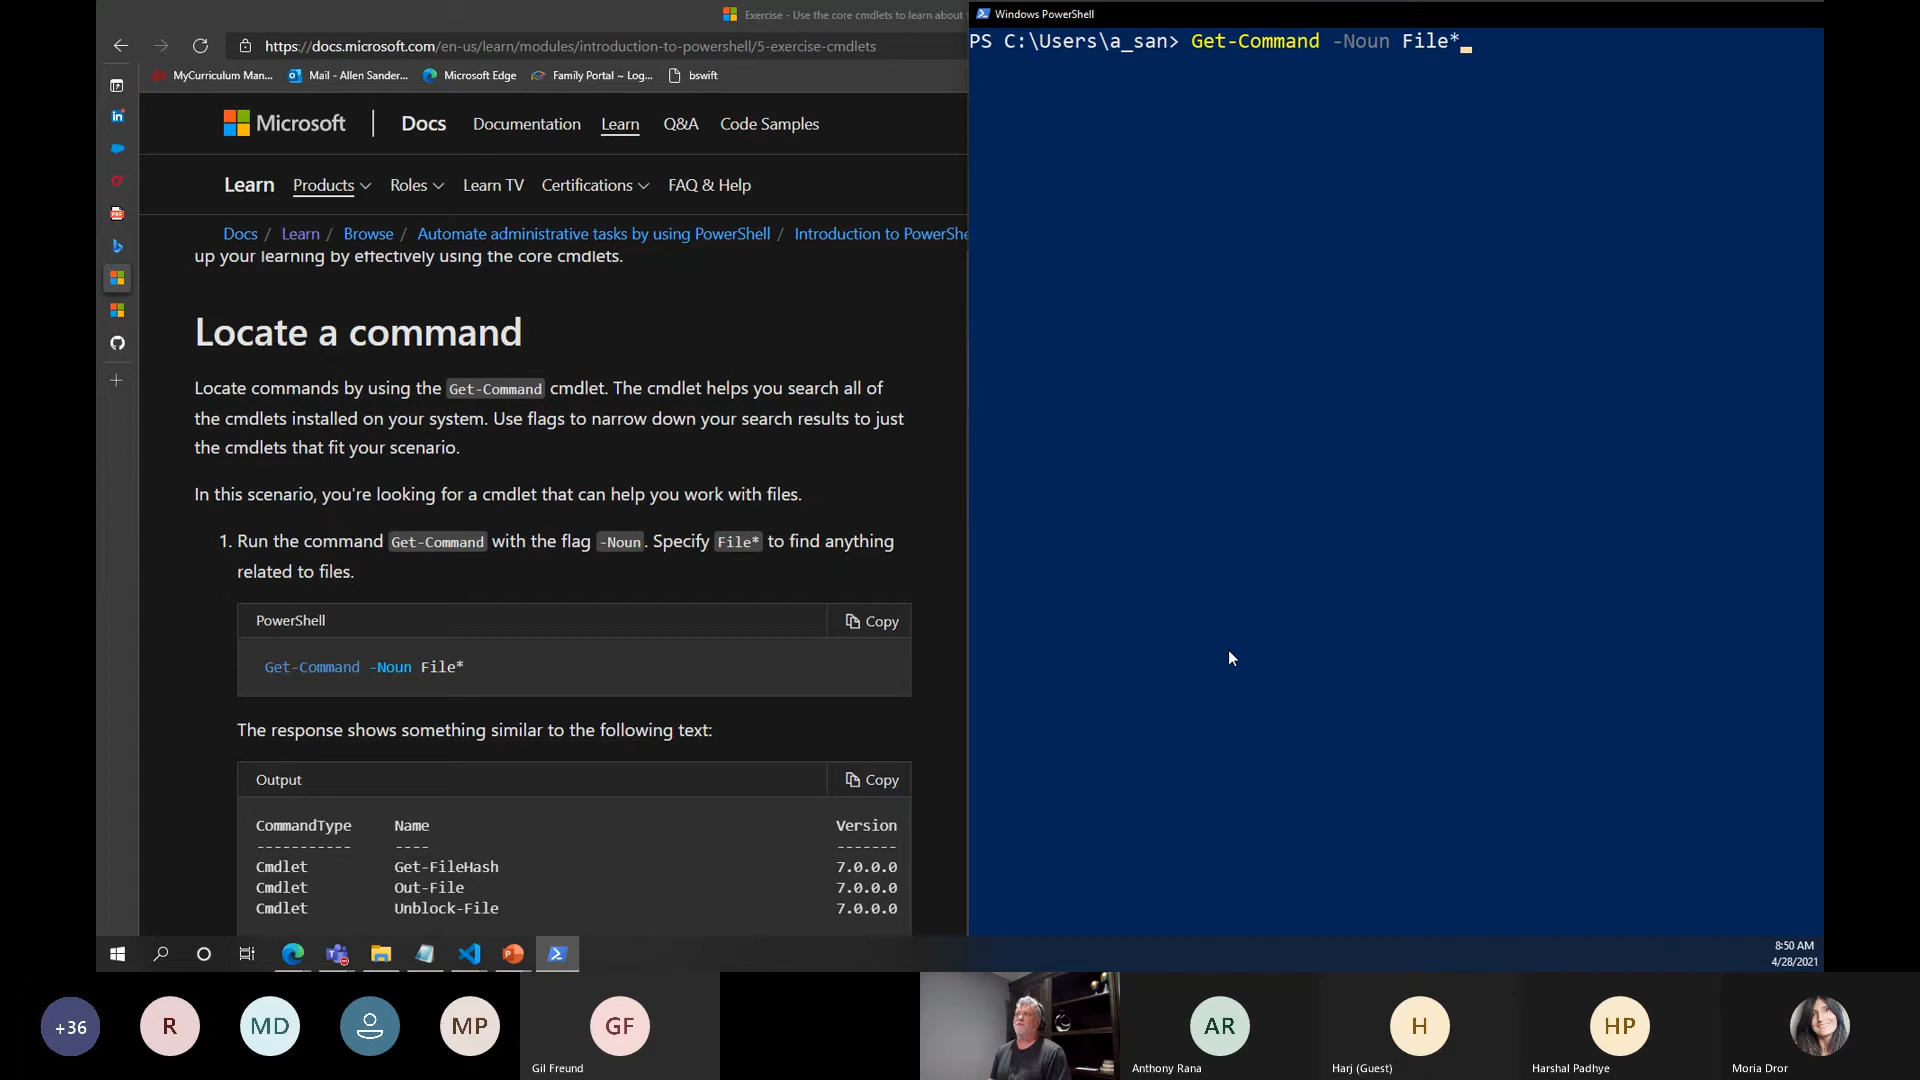 Exercise - Use the core cmdlets to learn about
https://docs.microsoft.com/en-us/learn/modules/introduction-to-powershell/5-exercise-cmdlets
MyCurriculum Man...
Mail - Allen Sander...
Microsoft Edge
Family Portal ~ Log...
bswift
Microsoft
Docs
Documentation
Learn
Q&A
Code Samples
Learn
Products
Roles
Learn TV
Certifications
FAQ & Help
Docs / Learn / Browse / Automate administrative tasks by using PowerShell / Introduction to PowerShe
up your learning by effectively using the core cmdlets.
Locate a command
Locate commands by using the Get-Command cmdlet. The cmdlet helps you search all of
the cmdlets installed on your system. Use flags to narrow down your search results to just
the cmdlets that fit your scenario.
In this scenario, you're looking for a cmdlet that can help you work with files.
1. Run the command Get-Command with the flag -Noun. Specify File* to find anything
related to files.
PowerShell
Copy
Get-Command -Noun File*
The response shows something similar to the following text:
Output
Copy
CommandType Name Version
----------- ---- -------
Cmdlet Get-FileHash 7.0.0.0
Cmdlet Out-File 7.0.0.0
Cmdlet Unblock-File 7.0.0.0
Windows PowerShell
PS C:\Users\a_san> Get-Command -Noun File*
8:50 AM
4/28/2021
+36
R
MD
MP
GF
Gil Freund
AR
Anthony Rana
H
Harj (Guest)
HP
Harshal Padhye
Moria Dror